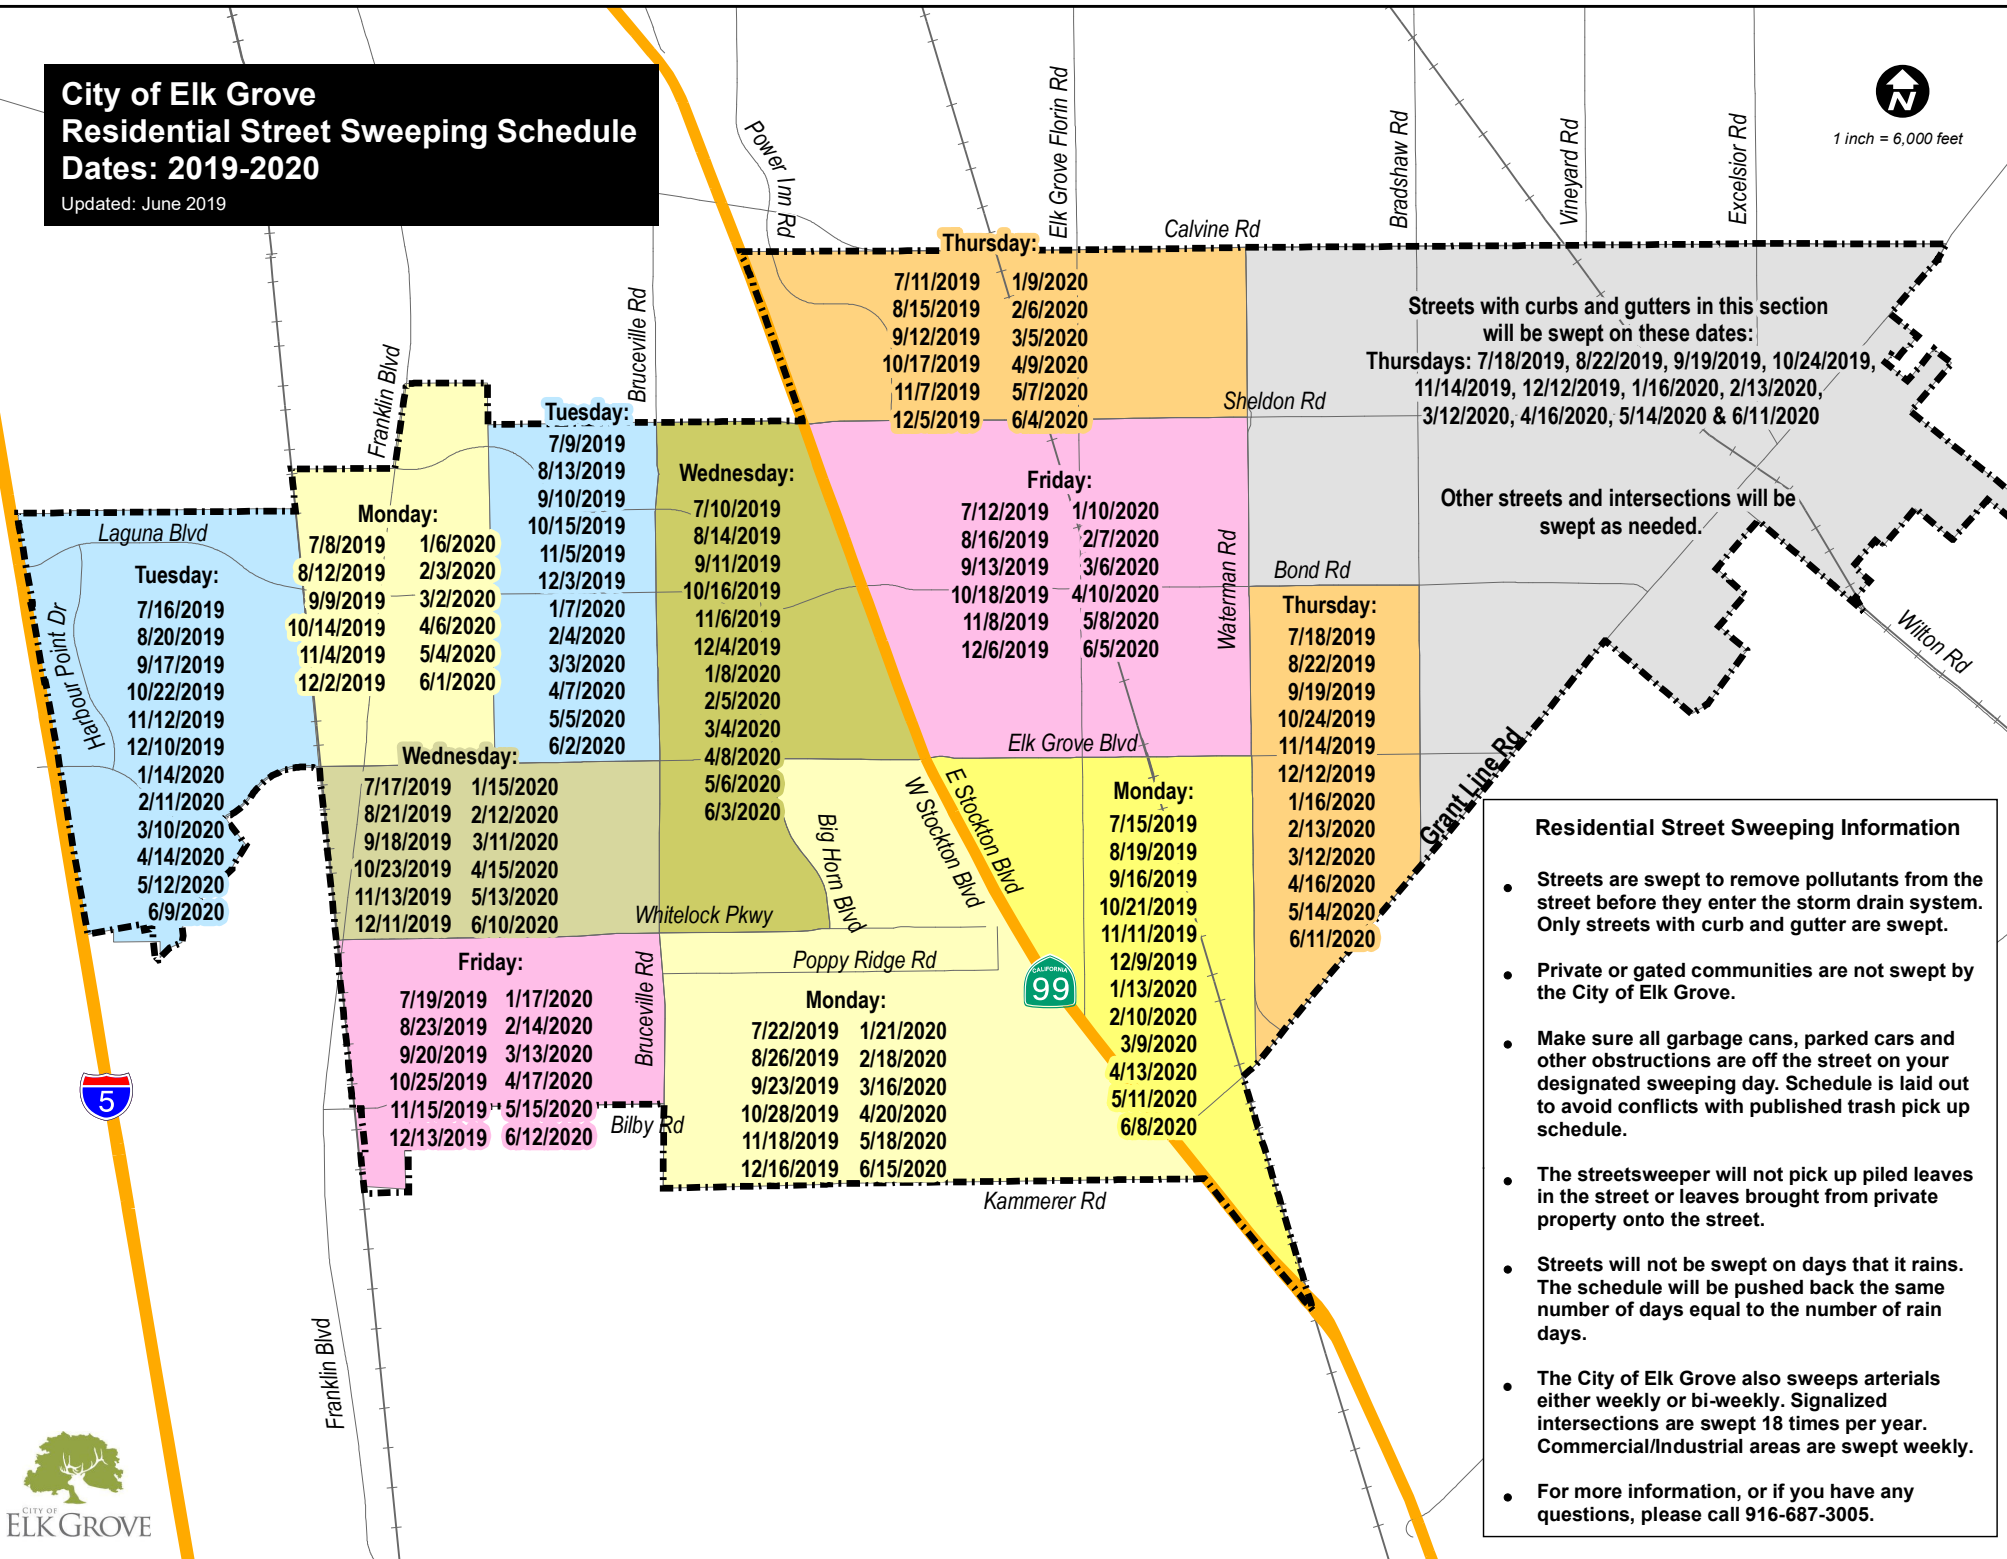 City of Elk Grove
Residential Street Sweeping Schedule
Dates: 2019-2020
Updated: June 2019
N
1 inch = 6,000 feet
Power Inn Rd
Elk Grove Florin Rd
Calvine Rd
Bradshaw Rd
Vineyard Rd
Excelsior Rd
Thursday:
7/11/2019 1/9/2020
8/15/2019 2/6/2020
9/12/2019 3/5/2020
10/17/2019 4/9/2020
11/7/2019 5/7/2020
12/5/2019 6/4/2020
Sheldon Rd
Streets with curbs and gutters in this section
will be swept on these dates:
Thursdays: 7/18/2019, 8/22/2019, 9/19/2019, 10/24/2019,
11/14/2019, 12/12/2019, 1/16/2020, 2/13/2020,
3/12/2020, 4/16/2020, 5/14/2020 & 6/11/2020
Other streets and intersections will be
swept as needed.
Franklin Blvd
Bruceville Rd
Laguna Blvd
Harbour Point Dr
Tuesday:
7/16/2019
8/20/2019
9/17/2019
10/22/2019
11/12/2019
12/10/2019
1/14/2020
2/11/2020
3/10/2020
4/14/2020
5/12/2020
6/9/2020
Monday:
7/8/2019 1/6/2020
8/12/2019 2/3/2020
9/9/2019 3/2/2020
10/14/2019 4/6/2020
11/4/2019 5/4/2020
12/2/2019 6/1/2020
Tuesday:
7/9/2019
8/13/2019
9/10/2019
10/15/2019
11/5/2019
12/3/2019
1/7/2020
2/4/2020
3/3/2020
4/7/2020
5/5/2020
6/2/2020
Wednesday:
7/10/2019
8/14/2019
9/11/2019
10/16/2019
11/6/2019
12/4/2019
1/8/2020
2/5/2020
3/4/2020
4/8/2020
5/6/2020
6/3/2020
Friday:
7/12/2019 1/10/2020
8/16/2019 2/7/2020
9/13/2019 3/6/2020
10/18/2019 4/10/2020
11/8/2019 5/8/2020
12/6/2019 6/5/2020
Waterman Rd
Bond Rd
Elk Grove Blvd
Thursday:
7/18/2019
8/22/2019
9/19/2019
10/24/2019
11/14/2019
12/12/2019
1/16/2020
2/13/2020
3/12/2020
4/16/2020
5/14/2020
6/11/2020
Wilton Rd
Grant Line Rd
Wednesday:
7/17/2019 1/15/2020
8/21/2019 2/12/2020
9/18/2019 3/11/2020
10/23/2019 4/15/2020
11/13/2019 5/13/2020
12/11/2019 6/10/2020
Whitelock Pkwy
Big Horn Blvd
W Stockton Blvd
E Stockton Blvd
Monday:
7/15/2019
8/19/2019
9/16/2019
10/21/2019
11/11/2019
12/9/2019
1/13/2020
2/10/2020
3/9/2020
4/13/2020
5/11/2020
6/8/2020
Friday:
7/19/2019 1/17/2020
8/23/2019 2/14/2020
9/20/2019 3/13/2020
10/25/2019 4/17/2020
11/15/2019 5/15/2020
12/13/2019 6/12/2020
Bruceville Rd
Bilby Rd
Poppy Ridge Rd
Monday:
7/22/2019 1/21/2020
8/26/2019 2/18/2020
9/23/2019 3/16/2020
10/28/2019 4/20/2020
11/18/2019 5/18/2020
12/16/2019 6/15/2020
Kammerer Rd
CALIFORNIA
99
5
Franklin Blvd
Residential Street Sweeping Information
• Streets are swept to remove pollutants from the
street before they enter the storm drain system.
Only streets with curb and gutter are swept.
• Private or gated communities are not swept by
the City of Elk Grove.
• Make sure all garbage cans, parked cars and
other obstructions are off the street on your
designated sweeping day. Schedule is laid out
to avoid conflicts with published trash pick up
schedule.
• The streetsweeper will not pick up piled leaves
in the street or leaves brought from private
property onto the street.
• Streets will not be swept on days that it rains.
The schedule will be pushed back the same
number of days equal to the number of rain
days.
• The City of Elk Grove also sweeps arterials
either weekly or bi-weekly. Signalized
intersections are swept 18 times per year.
Commercial/Industrial areas are swept weekly.
• For more information, or if you have any
questions, please call 916-687-3005.
CITY OF
ELK GROVE